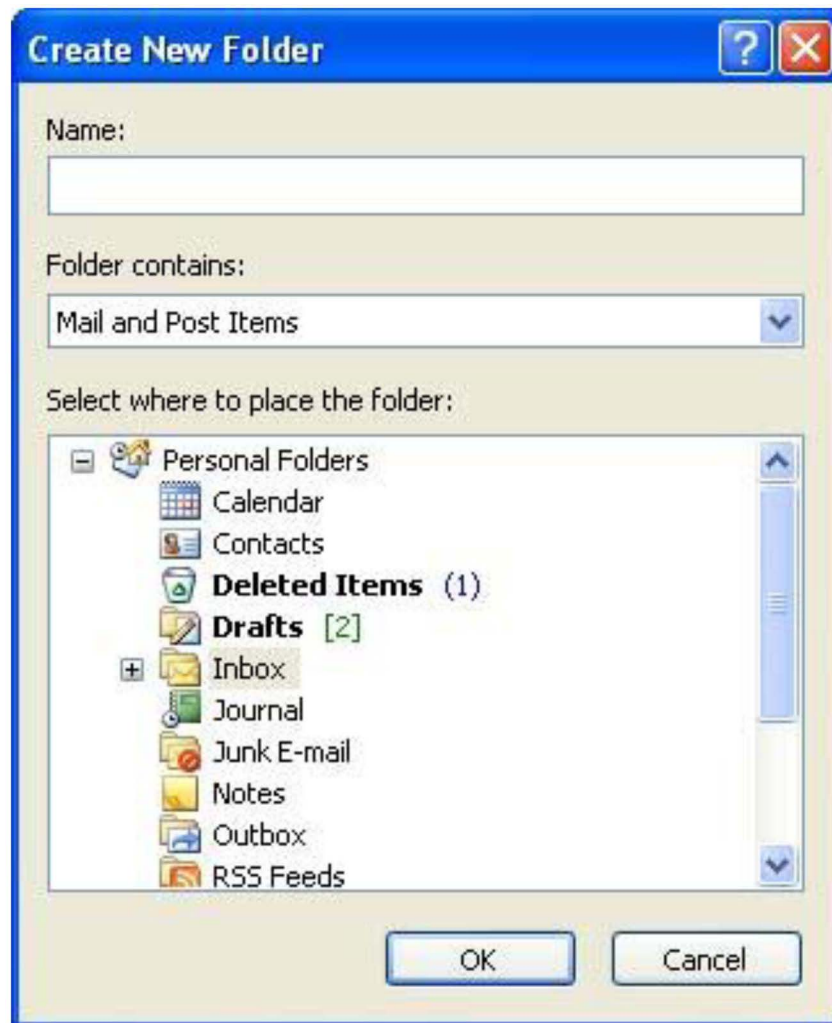 Create New Folder
Name:
Folder contains:
Mail and Post Items
Select where to place the folder:
Personal Folders
Calendar
Contacts
Deleted Items (1)
Drafts [2]
Inbox
Journal
Junk E-mail
Notes
Outbox
RSS Feeds
OK Cancel